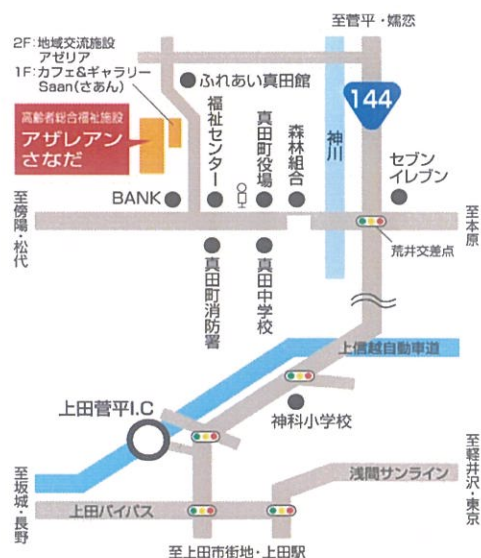 至菅平・嬬恋
2F:地域交流施設
アゼリア
1F:カフェ&ギャラリー
Saan(さあん)
ふれあい真田館
144
高齢者総合福祉施設
アザレアン
さなだ
福祉センター
真田町役場
森林組合
神川
セブン
イレブン
BANK
至傍陽・松代
至本原
荒井交差点
真田町消防署
真田中学校
上信越自動車道
上田菅平I.C
神科小学校
至坂城・長野
浅間サンライン
至軽井沢・東京
上田バイパス
至上田市街地・上田駅